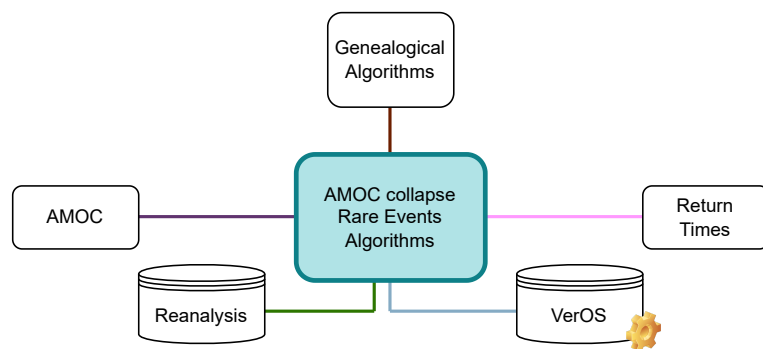 Genealogical
Algorithms
AMOC collapse
Rare Events
Algorithms
AMOC
Return
Times
Reanalysis
VerOS